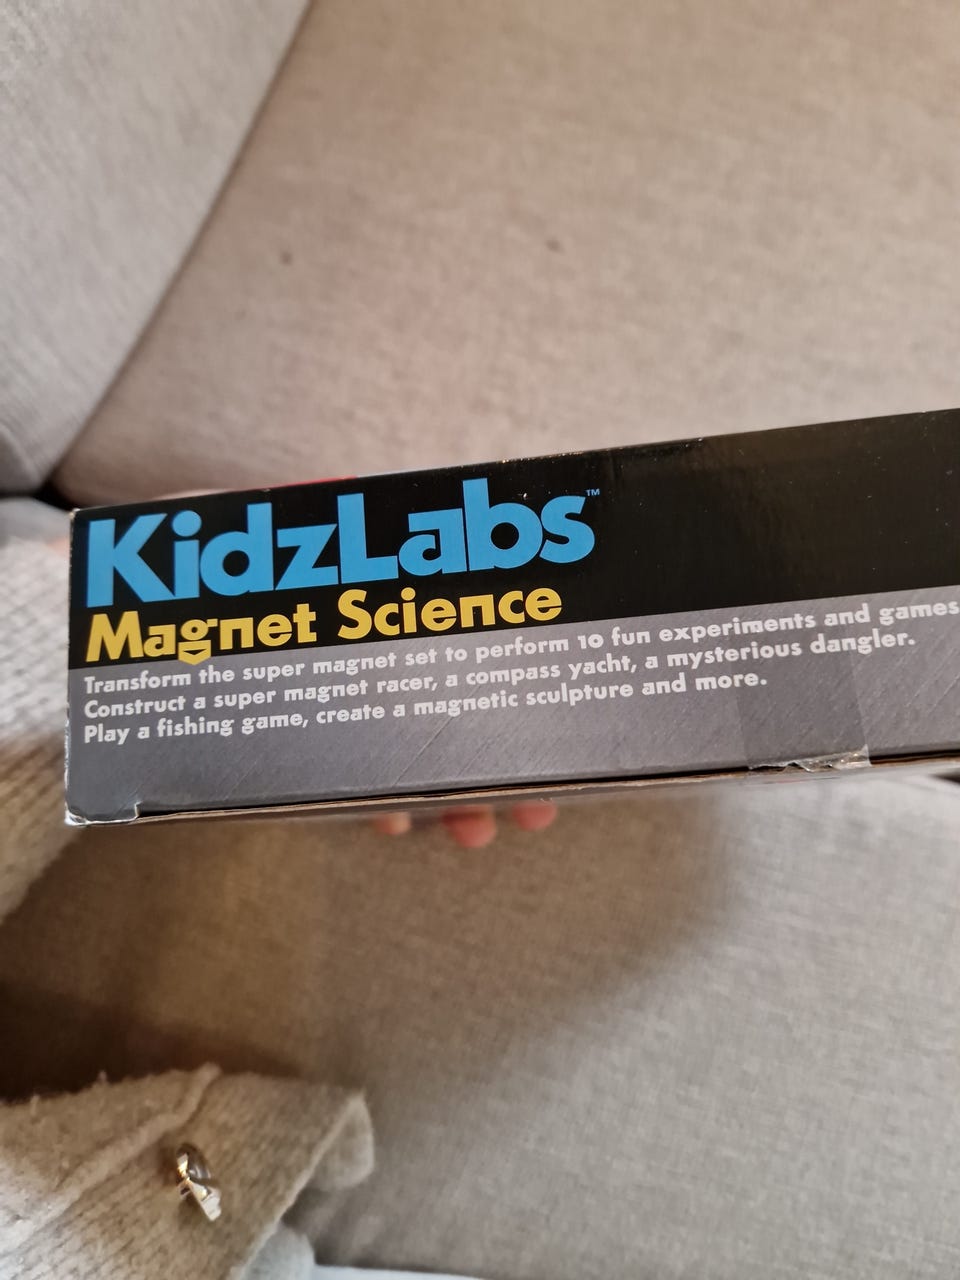 KidzLabs™
Magnet Science
Transform the super magnet set to perform 10 fun experiments and games
Construct a super magnet racer, a compass yacht, a mysterious dangler.
Play a fishing game, create a magnetic sculpture and more.